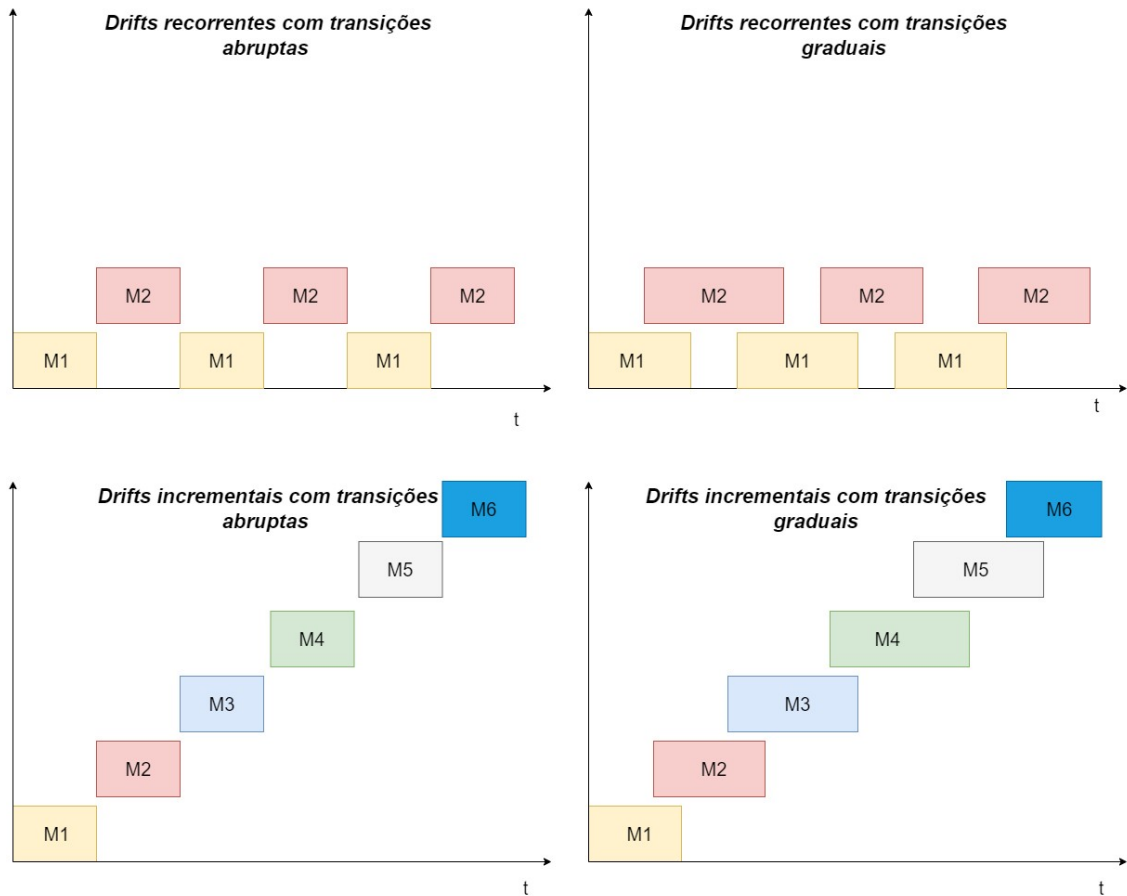 Drifts recorrentes com transições
abruptas
M2
M2
M2
M1
M1
M1
t
Drifts recorrentes com transições
graduais
M2
M2
M2
M1
M1
M1
t
Drifts incrementais com transições
abruptas
M6
M5
M4
M3
M2
M1
t
Drifts incrementais com transições
graduais
M6
M5
M4
M3
M2
M1
t